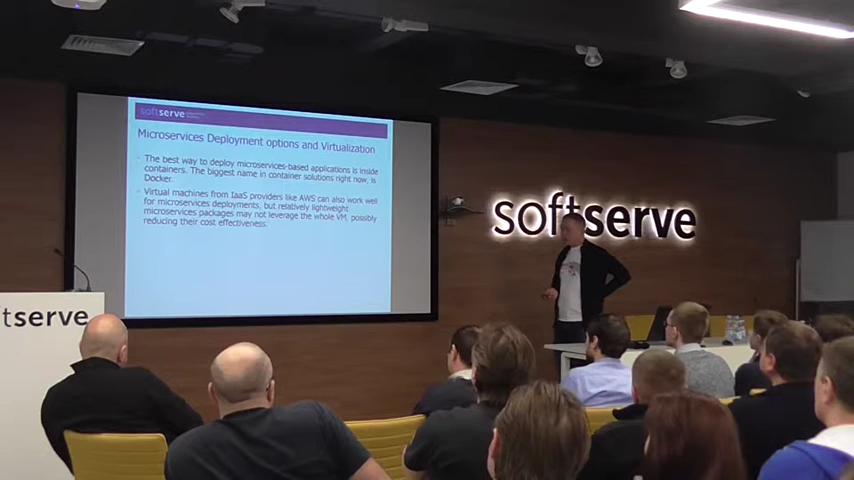 softserve
Microservices Deployment options and Virtualization
The best way to deploy microservices-based applications is inside
containers. The biggest name in container solutions right now, is
Docker.
Virtual machines from IaaS providers like AWS can also work well
for microservices deployments, but relatively lightweight
microservices packages may not leverage the whole VM, possibly
reducing their cost effectiveness.
softserve
tserve